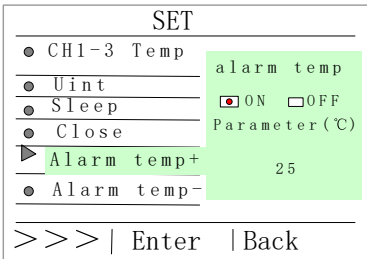 SET
CH1-3 Temp
Uint
Sleep
Close
Alarm temp+
Alarm temp-
alarm temp
ON OFF
Parameter(℃)
25
>>>| Enter |Back